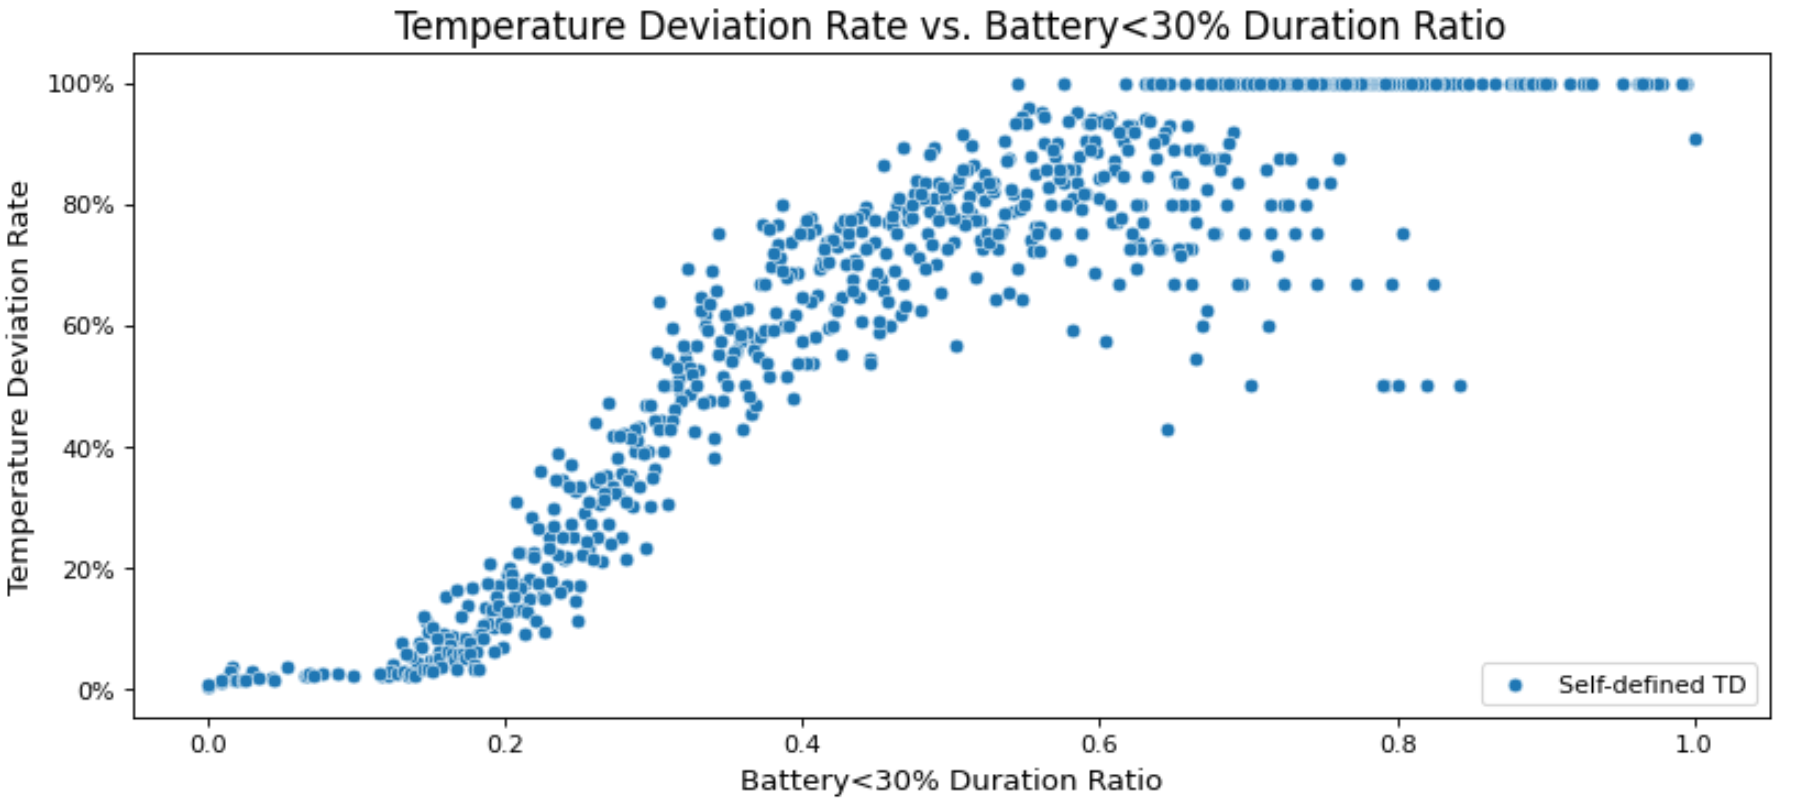 Temperature Deviation Rate vs. Battery<30% Duration Ratio
Temperature Deviation Rate
100%
80%
60%
40%
20%
0%
Self-defined TD
0.0 0.2 0.4 0.6 0.8 1.0
Battery<30% Duration Ratio